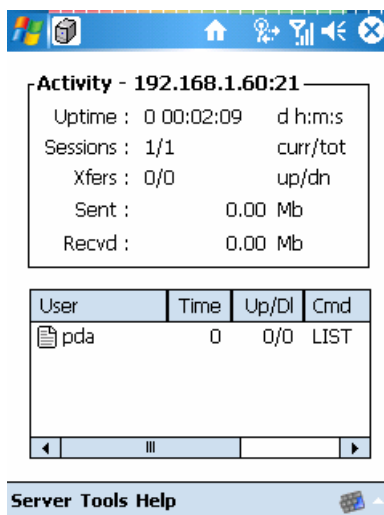 Activity - 192.168.1.60:21
Uptime : 0 00:02:09 d h:m:s
Sessions : 1/1 curr/tot
Xfers : 0/0 up/dn
Sent : 0.00 Mb
Recvd : 0.00 Mb
User Time Up/Dl Cmd
pda 0 0/0 LIST
Server Tools Help